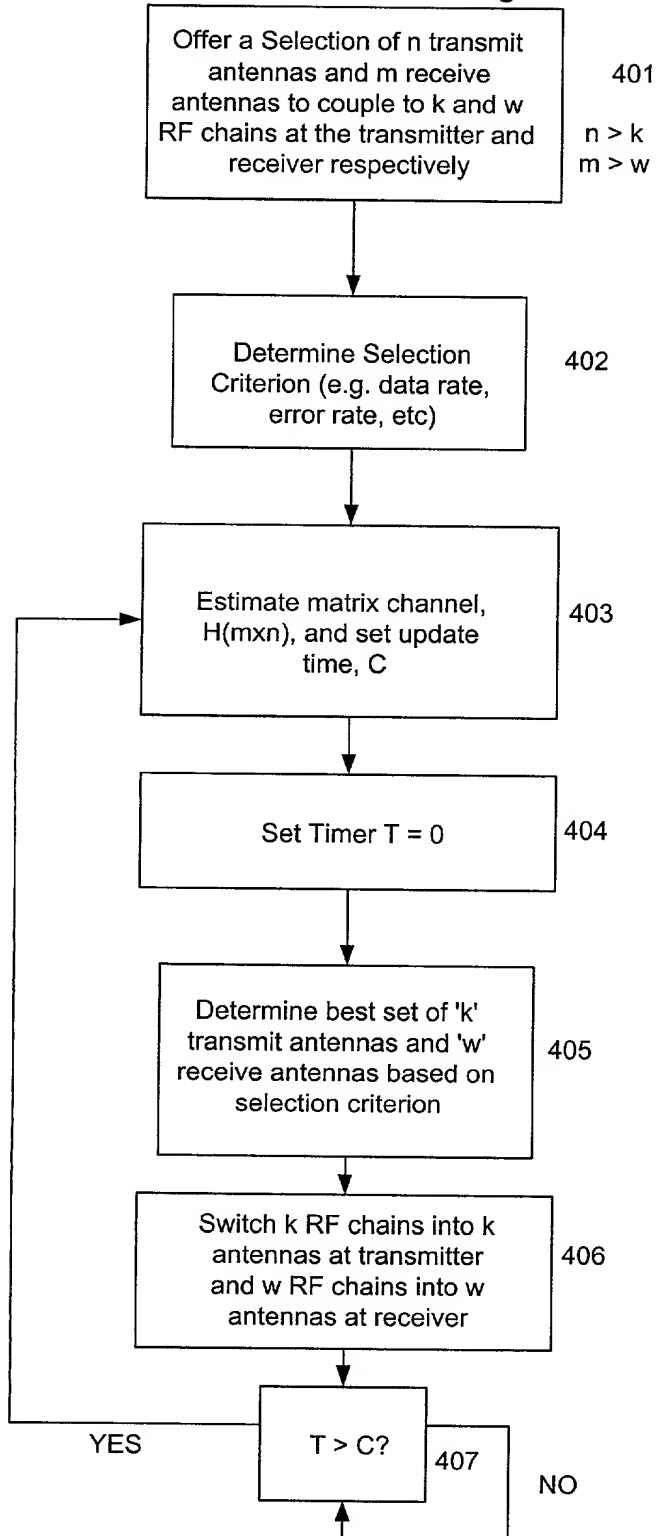 Offer a Selection of n transmit
antennas and m receive
antennas to couple to k and w
RF chains at the transmitter and
receiver respectively
401
n > k
m > w
Determine Selection
Criterion (e.g. data rate,
error rate, etc)
402
Estimate matrix channel,
H(mxn), and set update
time, C
403
Set Timer T = 0
404
Determine best set of 'k'
transmit antennas and 'w'
receive antennas based on
selection criterion
405
Switch k RF chains into k
antennas at transmitter
and w RF chains into w
antennas at receiver
406
T > C?
407
YES
NO